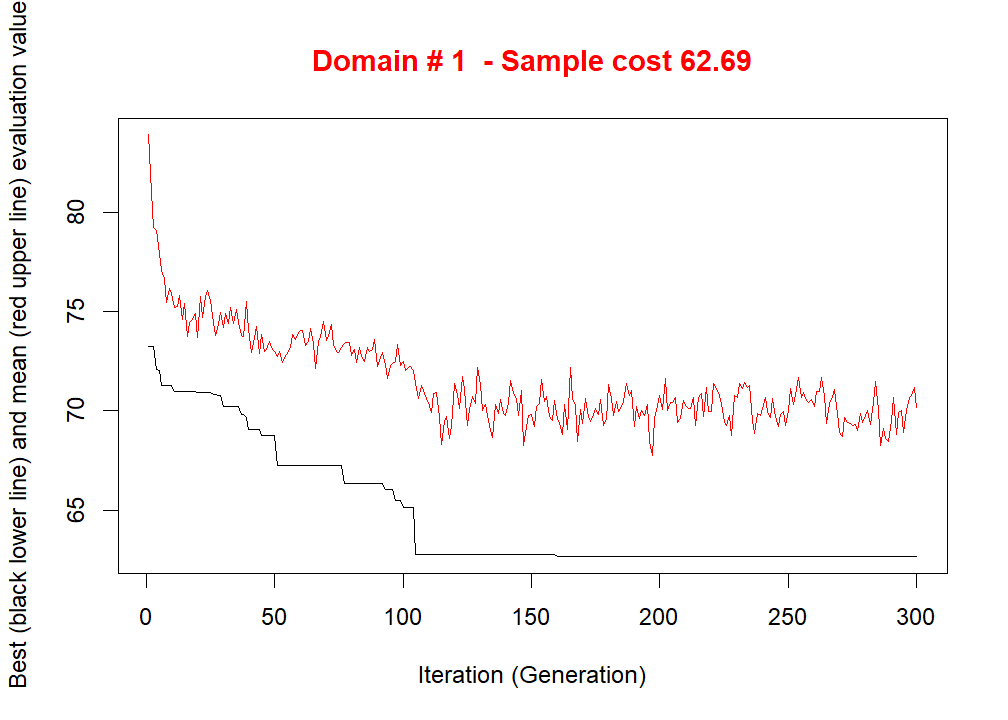 Domain # 1  - Sample cost 62.69
Best (black lower line) and mean (red upper line) evaluation value
80
75
70
65
0 50 100 150 200 250 300
Iteration (Generation)